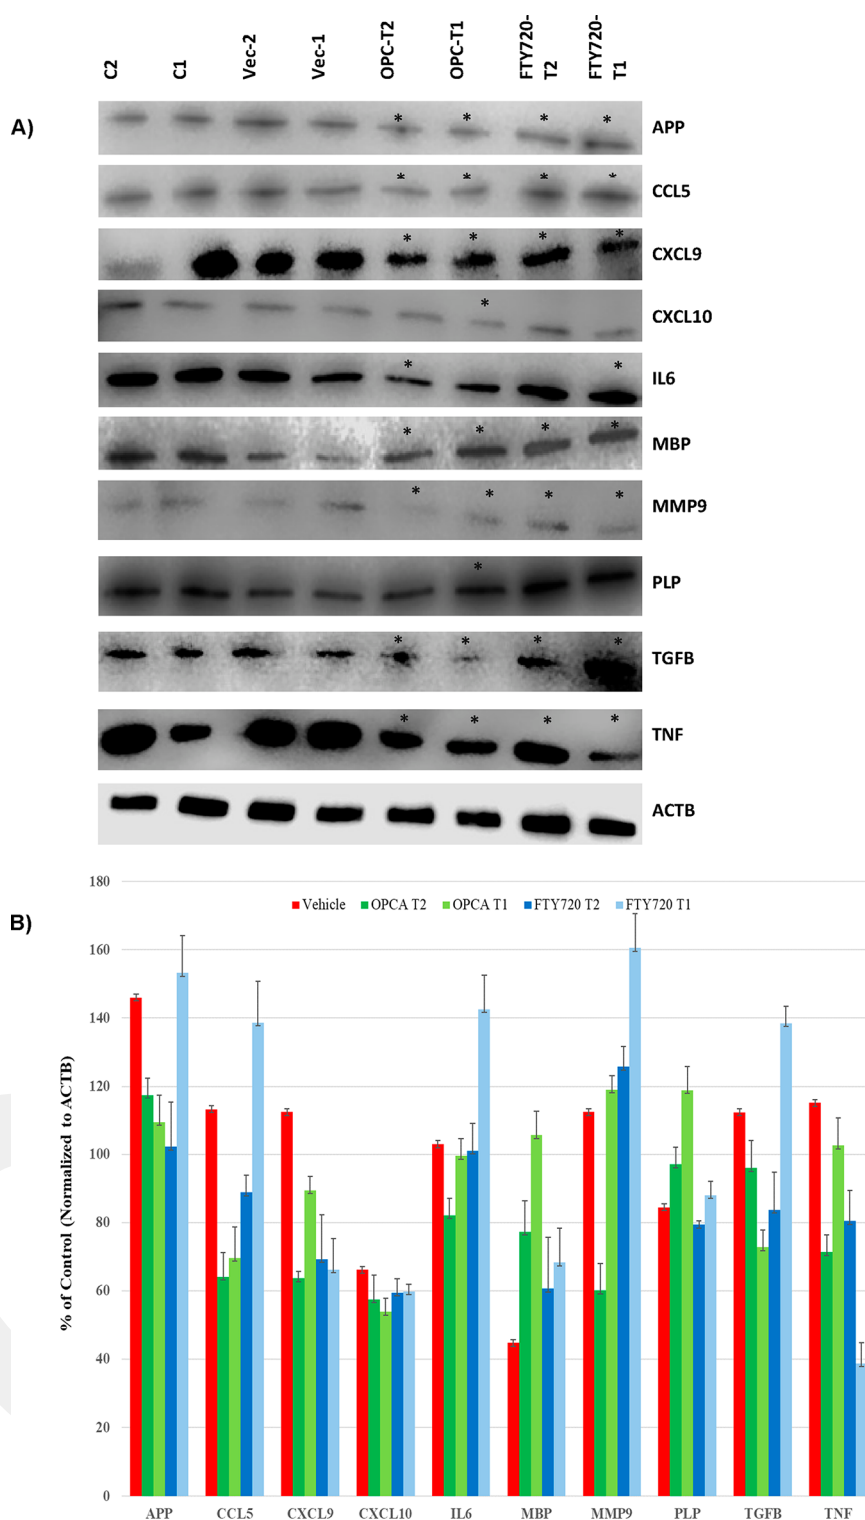 C2
C1
Vec-2
Vec-1
OPC-T2
OPC-T1
FTY720-
T2
FTY720-
T1
A)
* * * * APP
* * * * CCL5
* * * * CXCL9
* CXCL10
* * IL6
* * * * MBP
* * * * MMP9
* PLP
* * * * TGFB
* * * * TNF
ACTB
B)
Vehicle OPCA T2 OPCA T1 FTY720 T2 FTY720 T1
% of Control (Normalized to ACTB)
180
160
140
120
100
80
60
40
20
0
APP CCL5 CXCL9 CXCL10 IL6 MBP MMP9 PLP TGFB TNF